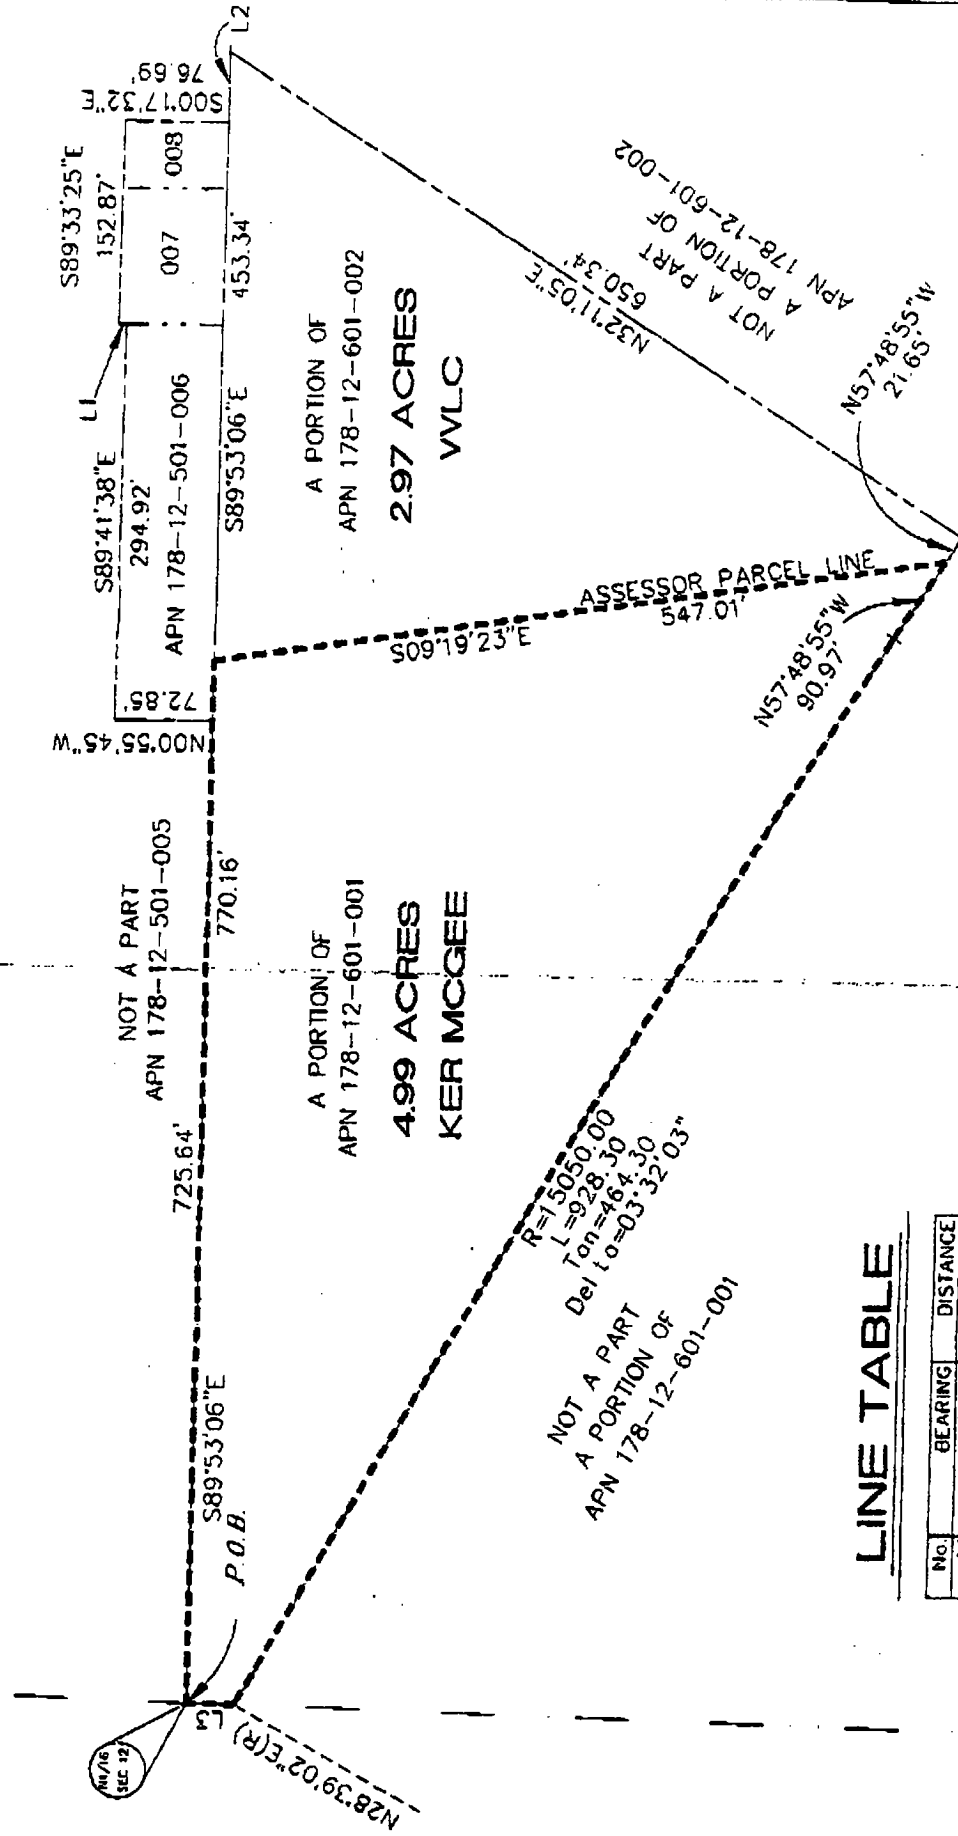 L2
S89°33'25"E
152.87'
S00°17'32"E
76.69'
008
007
453.34'
L1
S89°41'38"E
294.92'
APN 178-12-501-006
S89°53'06"E
72.85'
N00°55'45"W
A PORTION OF
APN 178-12-601-002
2.97 ACRES
VVLC
N32°11'05"E
650.34'
NOT A PART
A PORTION OF
APN 178-12-601-002
N57°48'55"W
21.65'
ASSESSOR PARCEL LINE
S09°19'23"E
547.01'
N57°48'55"W
90.97'
NOT A PART
APN 178-12-501-005
770.16'
725.64'
A PORTION OF
APN 178-12-601-001
4.99 ACRES
KER MCGEE
S89°53'06"E
P.O.B.
N1/16
SEC 12
L3
N28°39'02"E(R)
R=15050.00
L=928.30
Tan=464.30
Delta=03°32'03"
NOT A PART
A PORTION OF
APN 178-12-601-001
LINE TABLE
No. BEARING DISTANCE